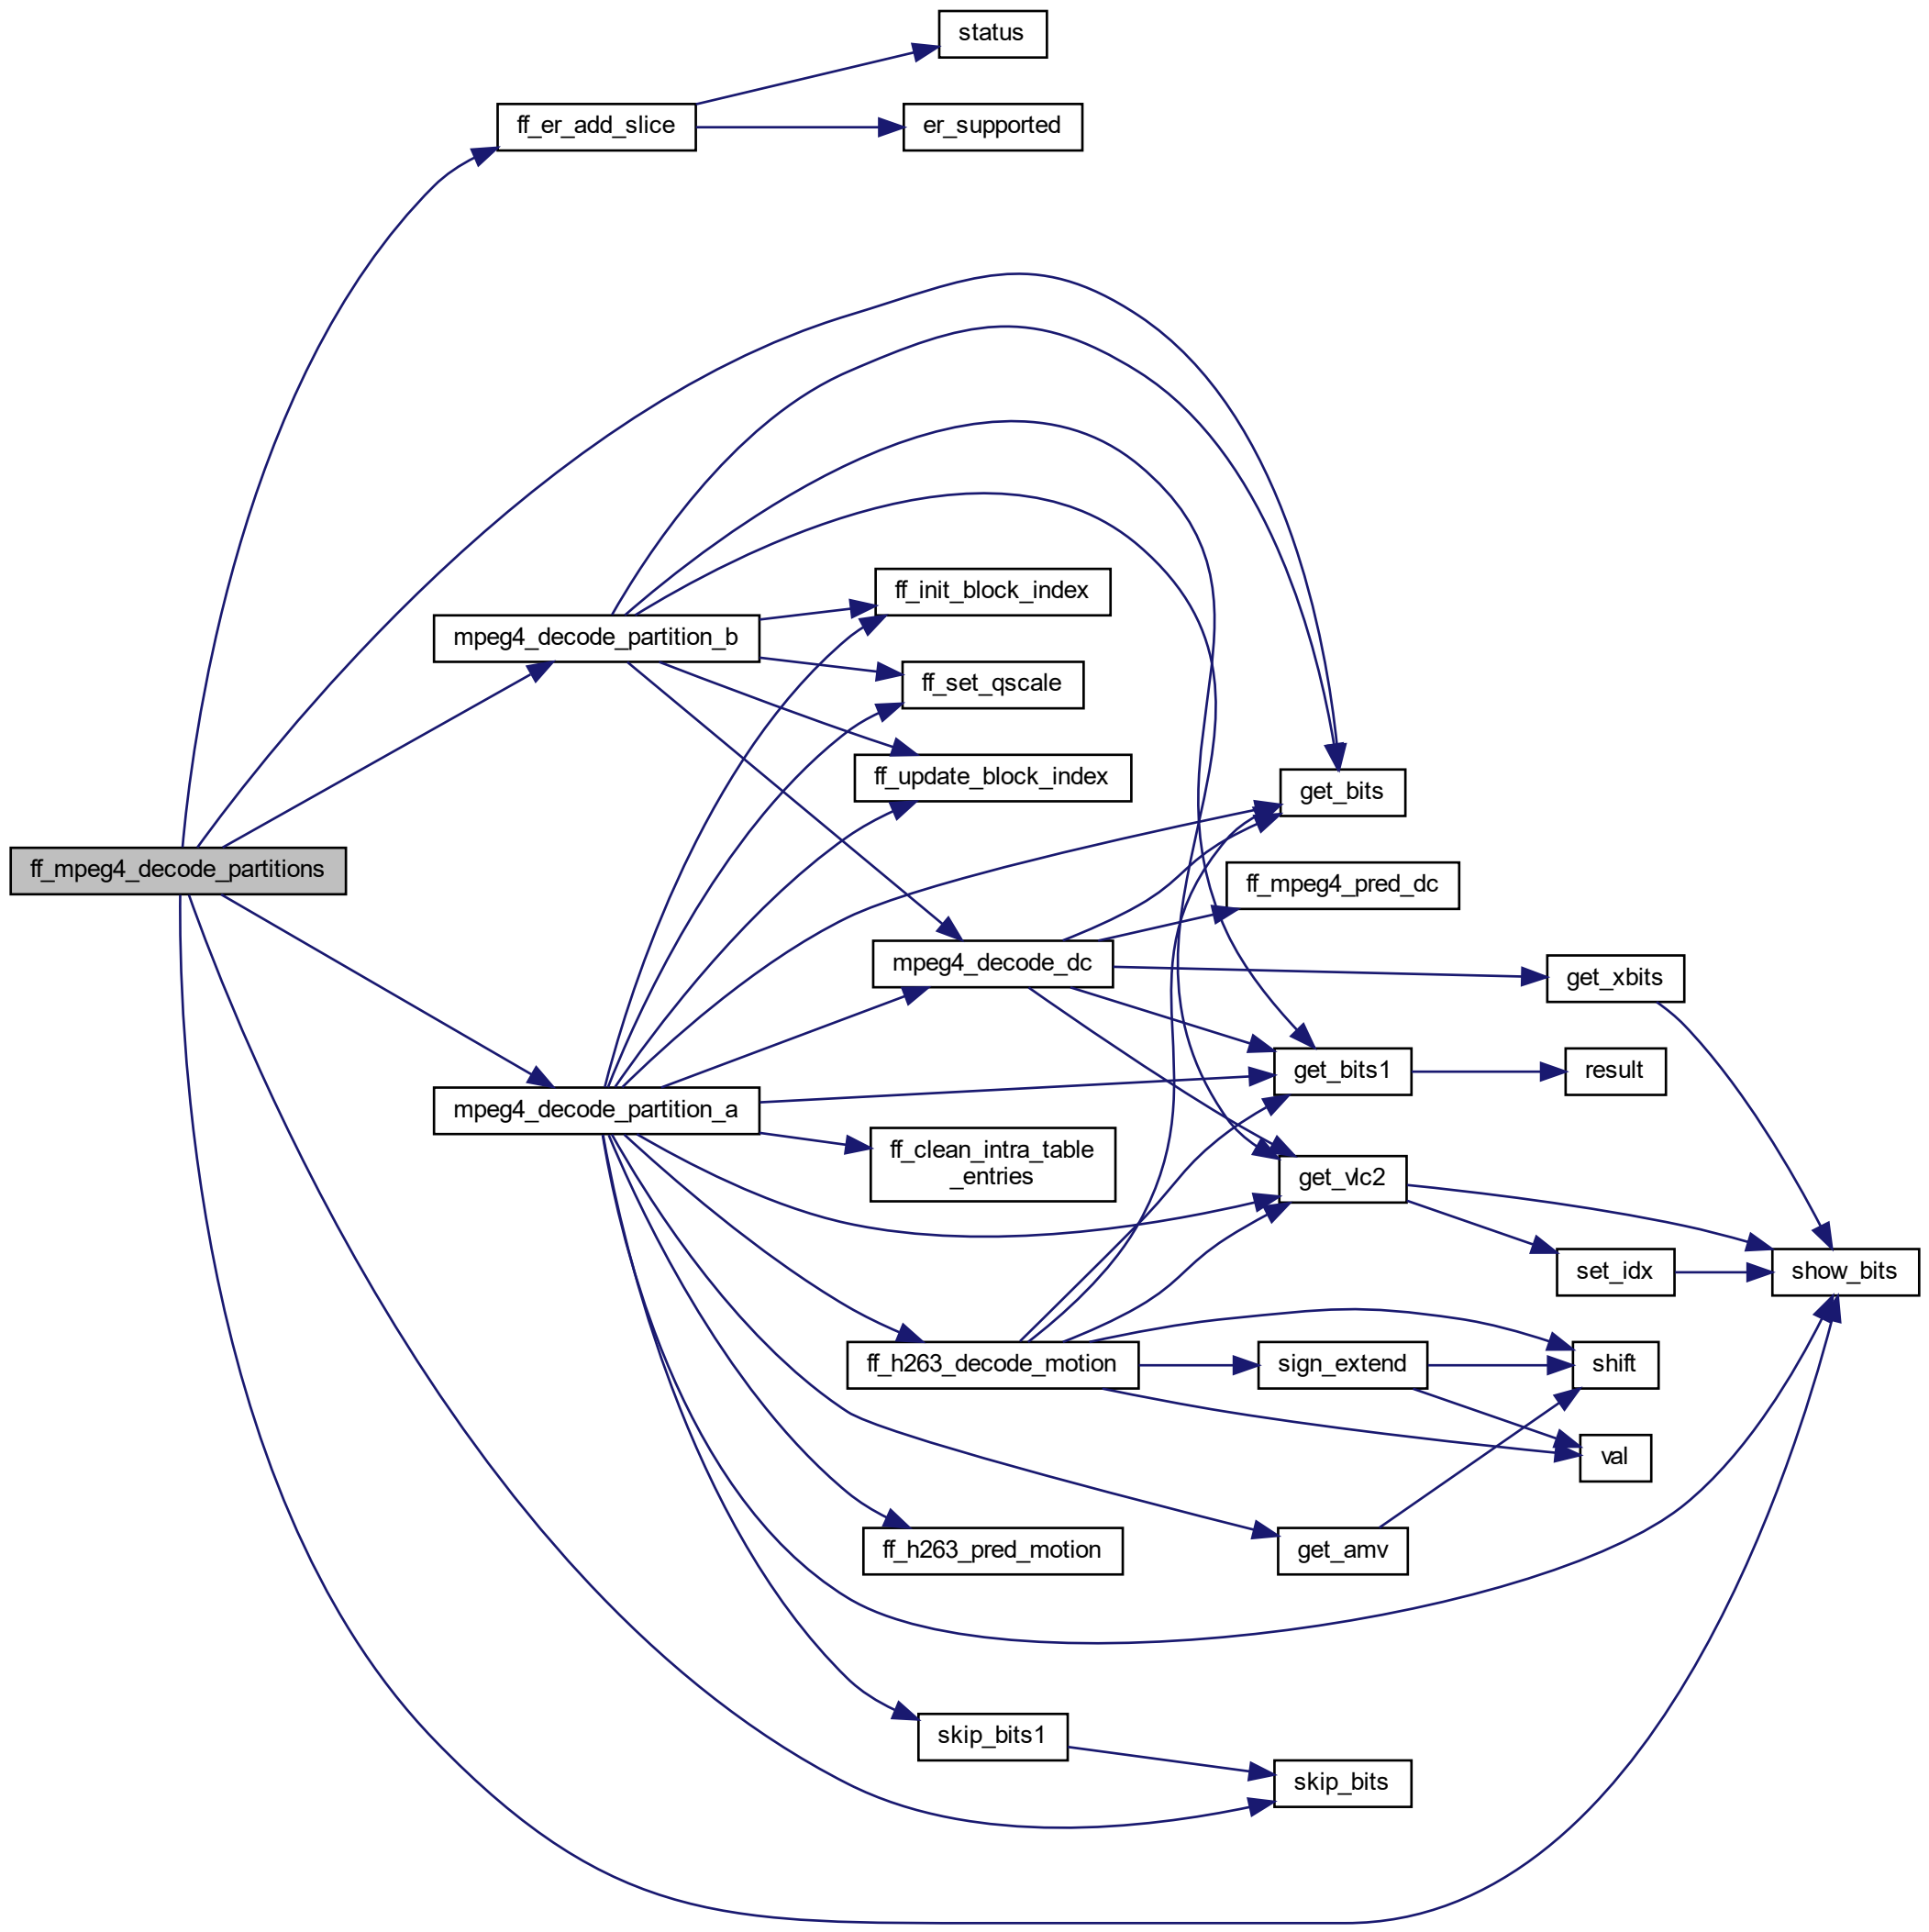 status
ff_er_add_slice
er_supported
ff_init_block_index
mpeg4_decode_partition_b
ff_set_qscale
ff_update_block_index
get_bits
ff_mpeg4_decode_partitions
ff_mpeg4_pred_dc
mpeg4_decode_dc
get_xbits
get_bits1
result
mpeg4_decode_partition_a
ff_clean_intra_table
_entries
get_vlc2
set_idx
show_bits
ff_h263_decode_motion
sign_extend
shift
val
ff_h263_pred_motion
get_amv
skip_bits1
skip_bits